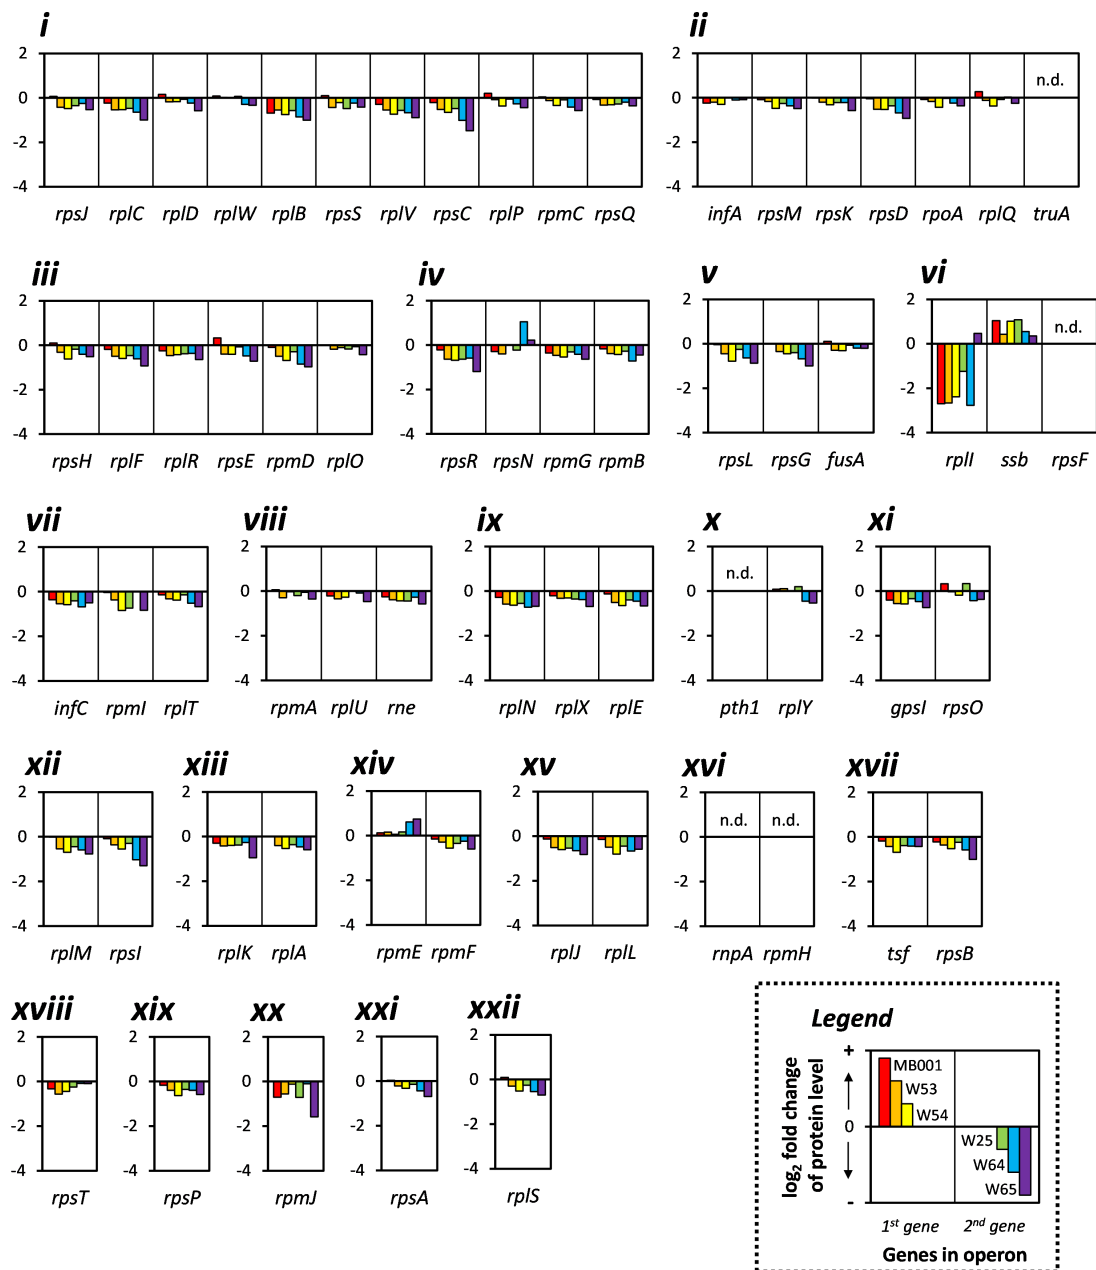 i ii
2 2
0 n.d. 0
-2 -2
-4 -4
rpsJ rplC rplD rplW rplB rpsS rplV rpsC rplP rpmC rpsQ infA rpsM rpsK rpsD rpoA rplQ truA
iii iv v vi
2 2 2 2
0 0 0 0 n.d.
-2 -2 -2 -2
-4 -4 -4 -4
rpsH rplF rplR rpsE rpmD rplO rpsR rpsN rpmG rpmB rpsL rpsG fusA rplI ssb rpsF
vii viii ix x xi
2 2 2 2 2
0 0 0 0 n.d. 0
-2 -2 -2 -2 -2
-4 -4 -4 -4 -4
infC rpmI rplT rpmA rplU rne rplN rplX rplE pth1 rplY gpsI rpsO
xii xiii xiv xv xvi xvii
2 2 2 2 2 2
0 0 0 0 0 n.d. n.d. 0
-2 -2 -2 -2 -2 -2
-4 -4 -4 -4 -4 -4
rplM rpsI rplK rplA rpmE rpmF rplJ rplL rnpA rpmH tsf rpsB
xviii xix xx xxi xxii
2 2 2 2 2
0 0 0 0 0
-2 -2 -2 -2 -2
-4 -4 -4 -4 -4
rpsT rpsP rpmJ rpsA rplS
Legend
+
MB001
W53
W54
0
W25
W64
W65
-
log2 fold change
of protein level
1st gene 2nd gene
Genes in operon